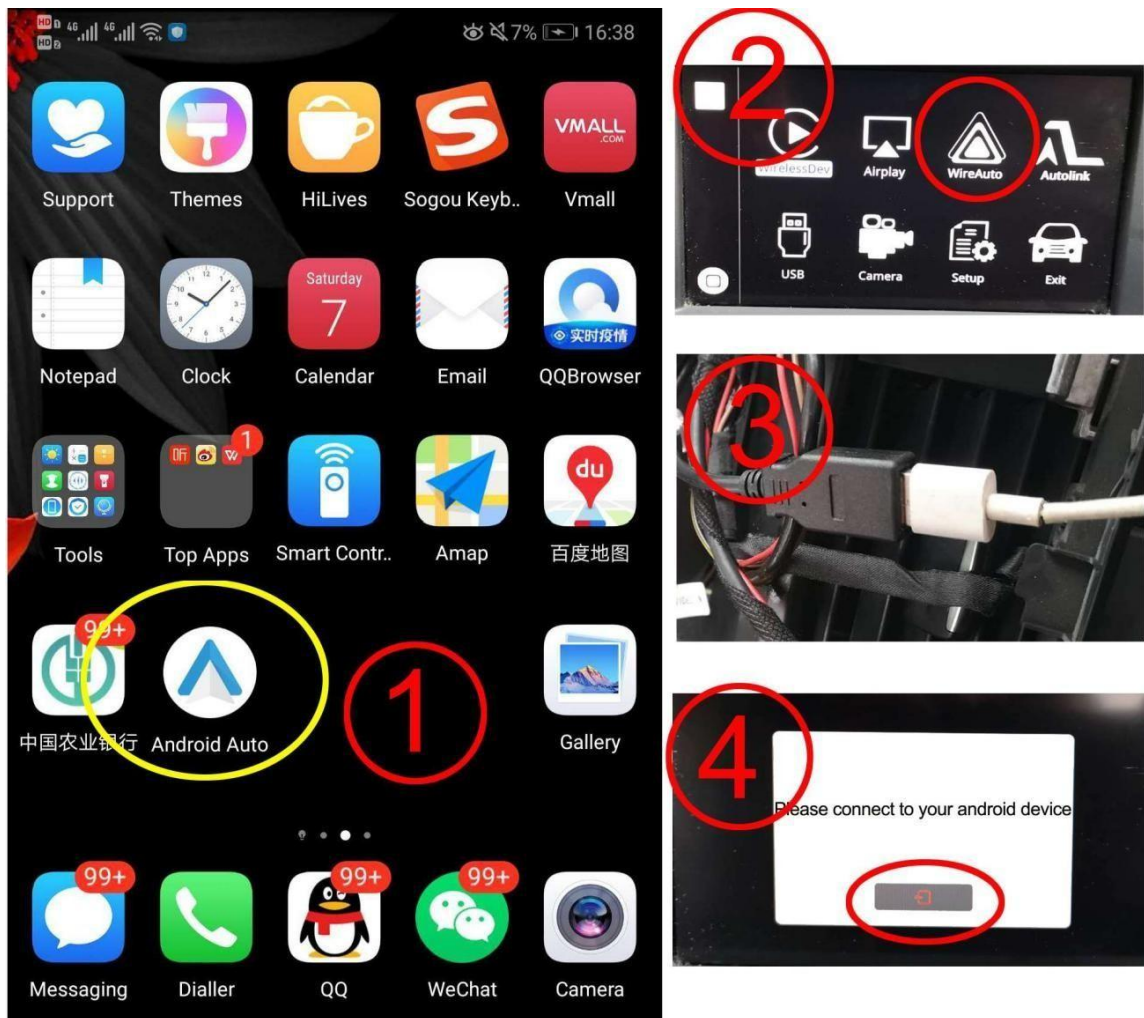 HD 1 4G 4G 7% 16:38
HD 2
VMALL
.COM
Support Themes HiLives Sogou Keyb.. Vmall
Saturday
7
实时疫情
Notepad Clock Calendar Email QQBrowser
1
du
Tools Top Apps Smart Contr.. Amap 百度地图
99+
中国农业银行 Android Auto Gallery
1
99+ 99+ 99+
Messaging Dialler QQ WeChat Camera
2
WirelessDev Airplay WireAuto Autolink
USB Camera Setup Exit
3
4
Please connect to your android device